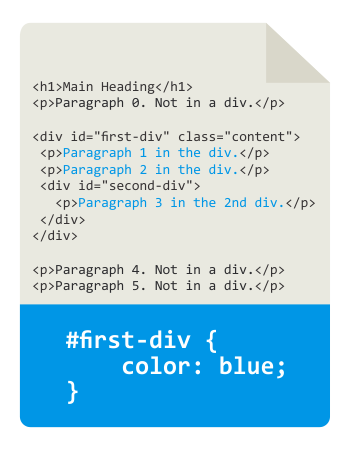 <h1>Main Heading</h1>
<p>Paragraph 0. Not in a div.</p>
<div id="first-div" class="content">
<p>Paragraph 1 in the div.</p>
<p>Paragraph 2 in the div.</p>
<div id="second-div">
<p>Paragraph 3 in the 2nd div.</p>
</div>
</div>
<p>Paragraph 4. Not in a div.</p>
<p>Paragraph 5. Not in a div.</p>
#first-div {
color: blue;
}